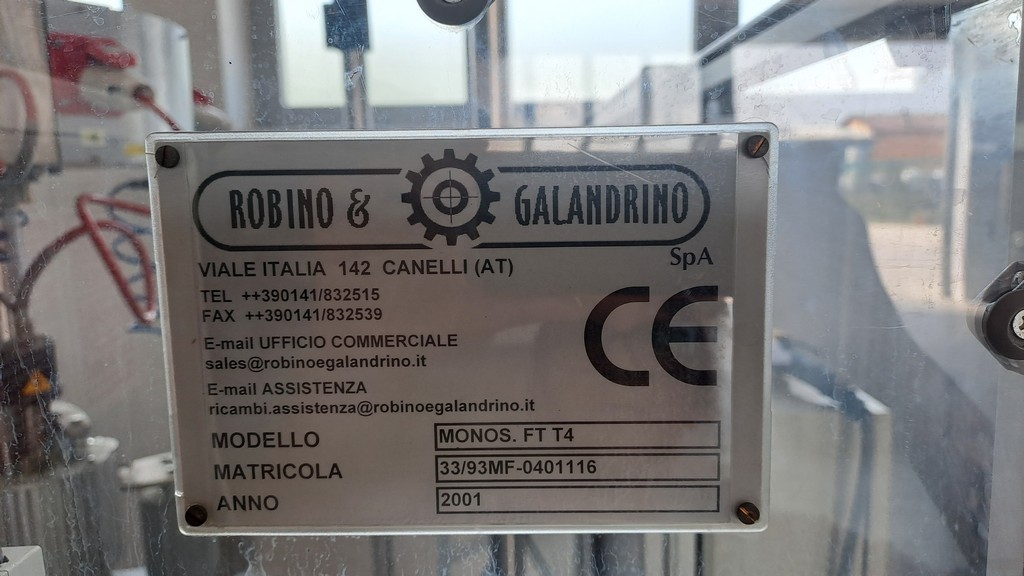 ROBINO & GALANDRINO
SpA
VIALE ITALIA 142 CANELLI (AT)
TEL ++390141/832515
FAX ++390141/832539
E-mail UFFICIO COMMERCIALE
sales@robinoegalandrino.it
E-mail ASSISTENZA
ricambi.assistenza@robinoegalandrino.it
CE
MODELLO MONOS. FT T4
MATRICOLA 33/93MF-0401116
ANNO 2001